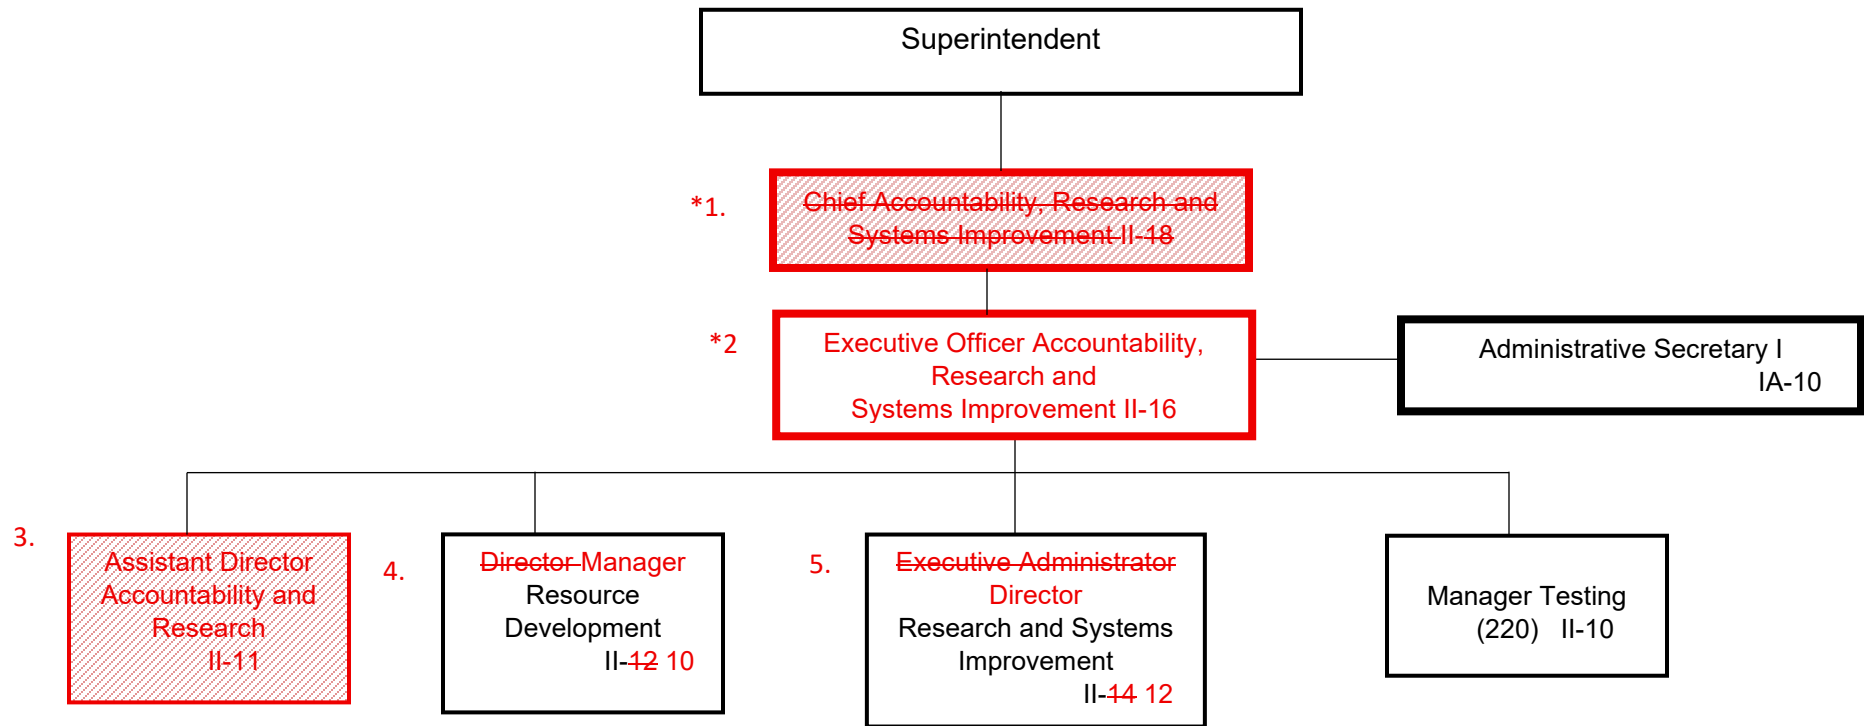 Superintendent
*1.
Chief Accountability, Research and
Systems Improvement II-18
*2
Executive Officer Accountability,
Research and
Systems Improvement II-16
Administrative Secretary I
IA-10
3.
Assistant Director
Accountability and
Research
II-11
4.
Director Manager
Resource
Development
II-12 10
5.
Executive Administrator
Director
Research and Systems
Improvement
II-14 12
Manager Testing
(220) II-10